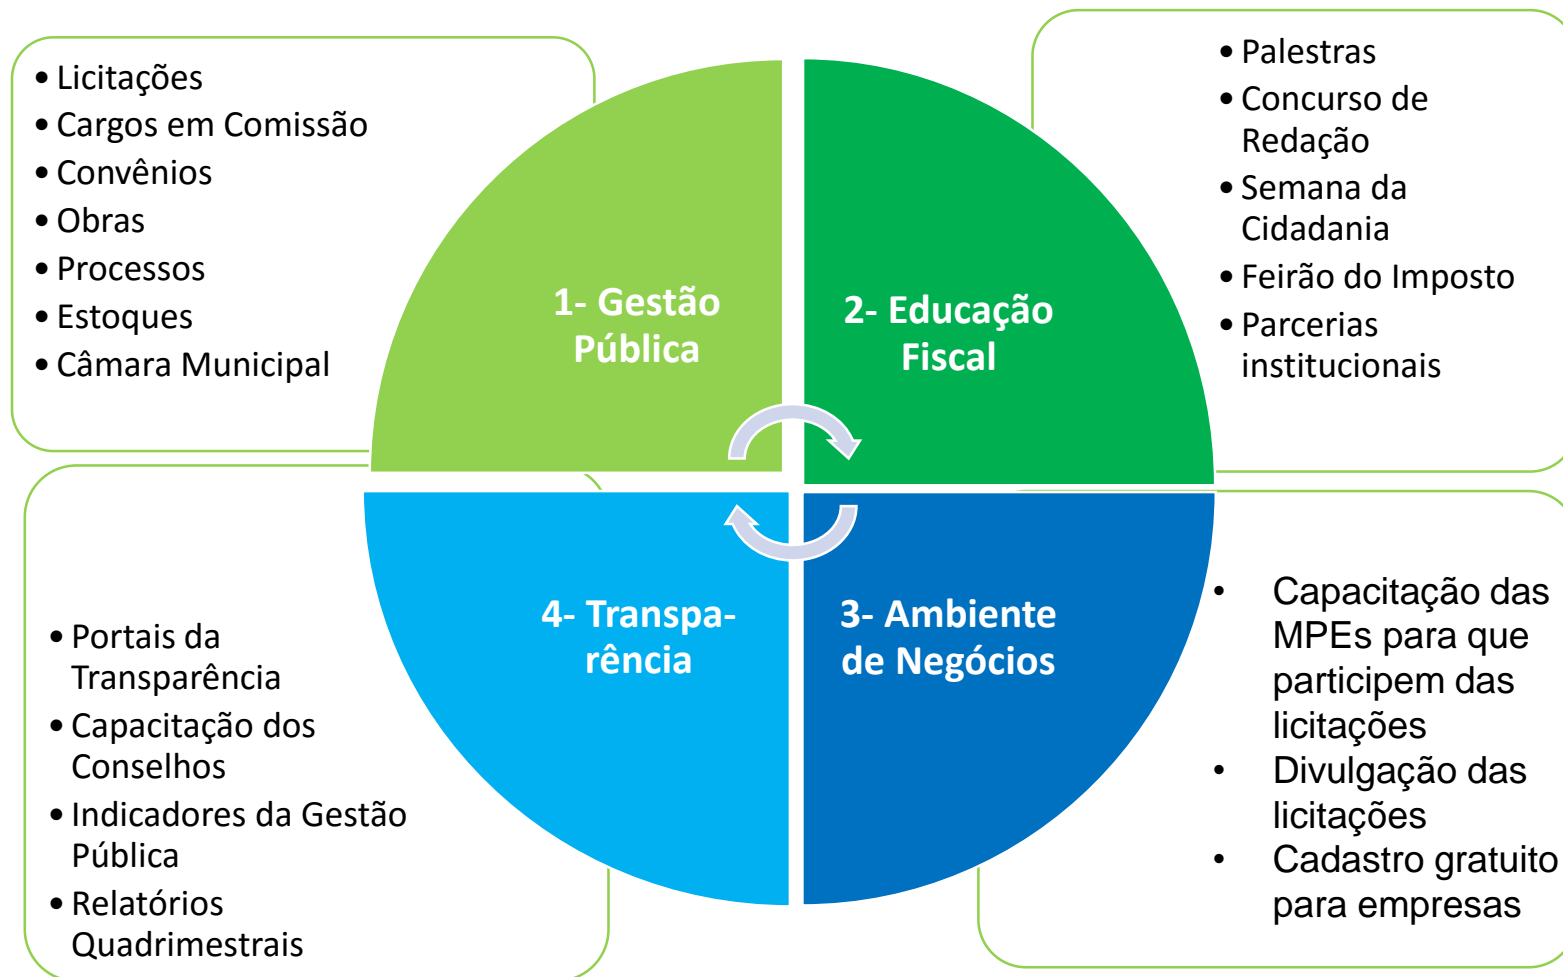 • Licitações
• Cargos em Comissão
• Convênios
• Obras
• Processos
• Estoques
• Câmara Municipal
1- Gestão
Pública
2- Educação
Fiscal
• Palestras
• Concurso de
Redação
• Semana da
Cidadania
• Feirão do Imposto
• Parcerias
institucionais
• Portais da
Transparência
• Capacitação dos
Conselhos
• Indicadores da Gestão
Pública
• Relatórios
Quadrimestrais
4- Transpa-
rência
3- Ambiente
de Negócios
• Capacitação das
MPEs para que
participem das
licitações
• Divulgação das
licitações
• Cadastro gratuito
para empresas